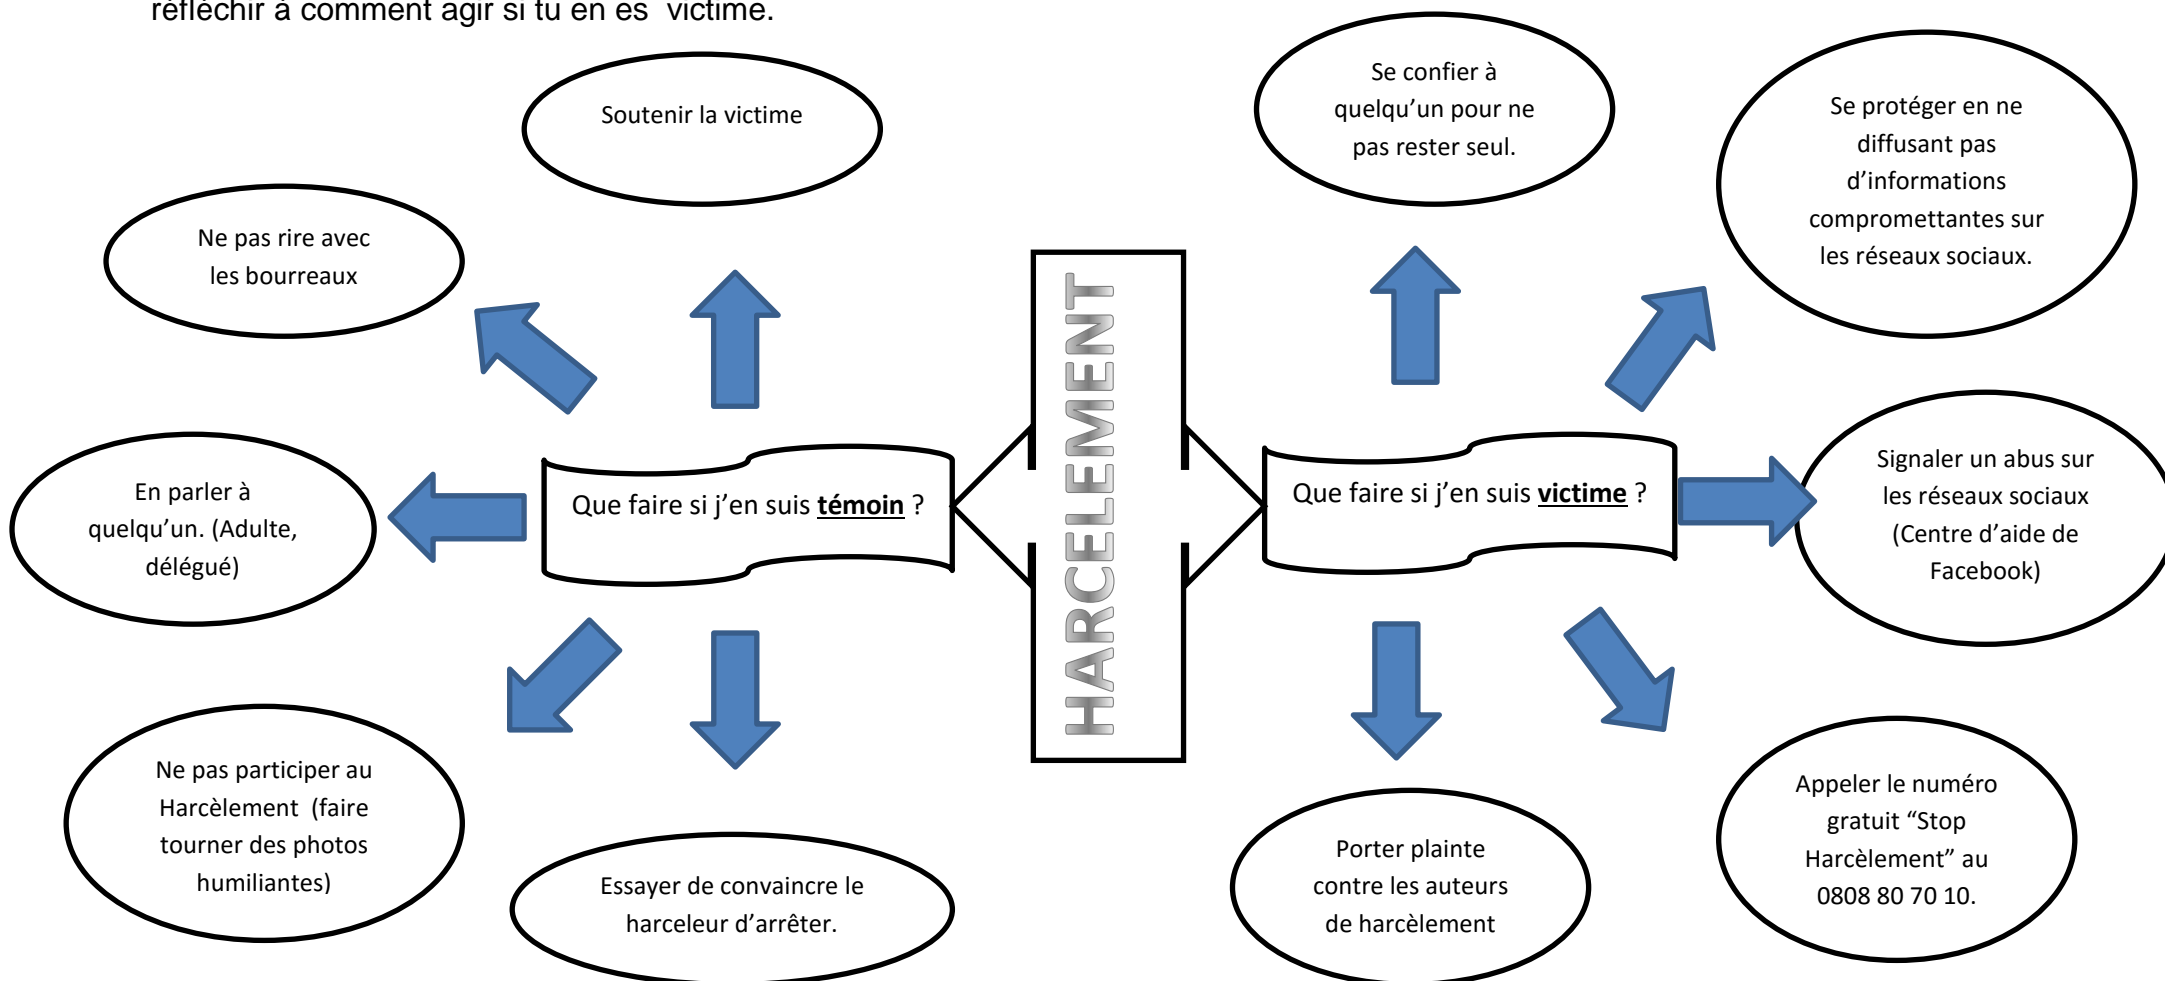 réfléchir à comment agir si tu en es  victime.
Soutenir la victime
Ne pas rire avec
les bourreaux
En parler à
quelqu’un. (Adulte,
délégué)
Ne pas participer au
Harcèlement  (faire
tourner des photos
humiliantes)
Essayer de convaincre le
harceleur d’arrêter.
Que faire si j’en suis témoin ?
HARCELEMENT
Que faire si j’en suis victime ?
Se confier à
quelqu’un pour ne
pas rester seul.
Se protéger en ne
diffusant pas
d’informations
compromettantes sur
les réseaux sociaux.
Signaler un abus sur
les réseaux sociaux
(Centre d’aide de
Facebook)
Appeler le numéro
gratuit “Stop
Harcèlement” au
0808 80 70 10.
Porter plainte
contre les auteurs
de harcèlement